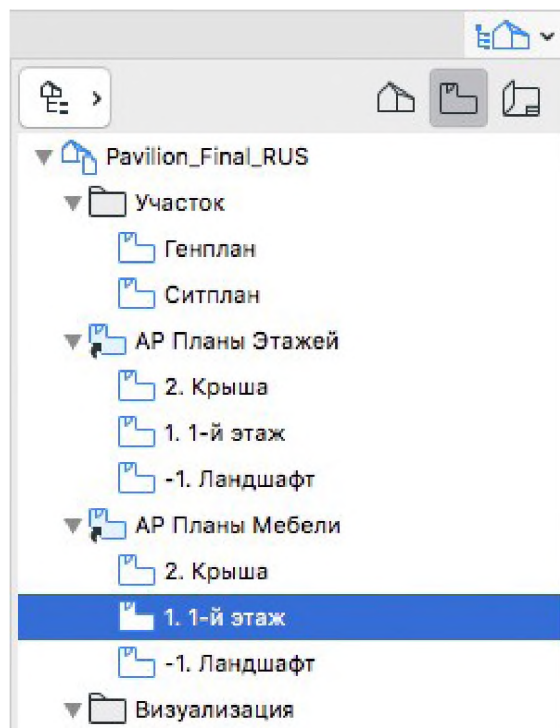 Pavilion_Final_RUS
Участок
Генплан
Ситплан
АР Планы Этажей
2. Крыша
1. 1-й этаж
-1. Ландшафт
АР Планы Мебели
2. Крыша
1. 1-й этаж
-1. Ландшафт
Визуализация